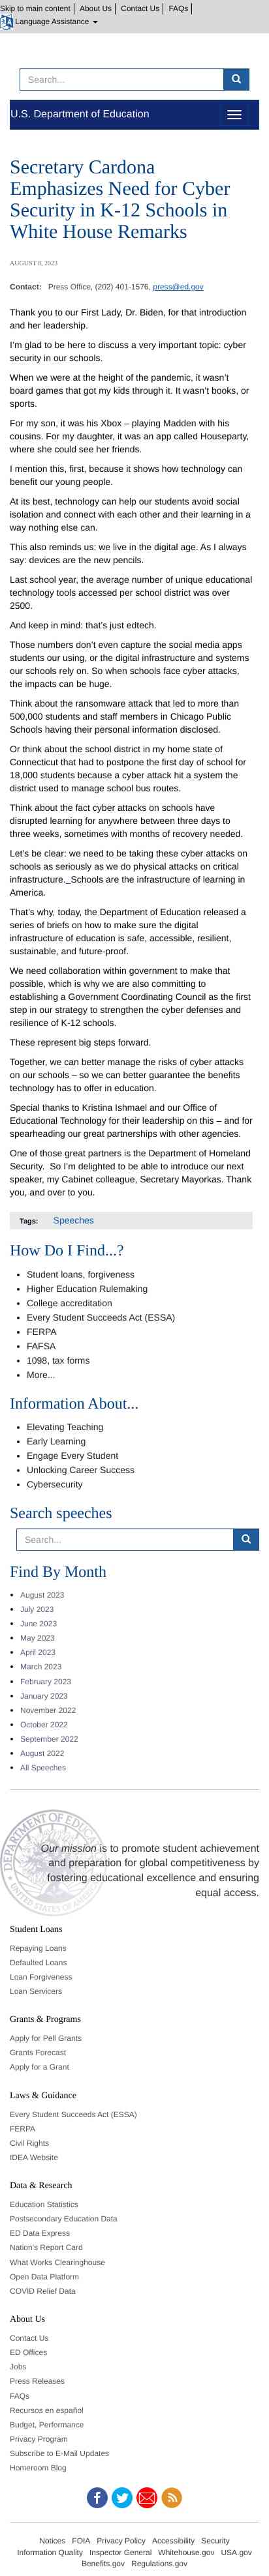 Skip to main content
About Us
Contact Us
FAQs
Language Assistance
Search...
U.S. Department of Education
Secretary Cardona
Emphasizes Need for Cyber
Security in K-12 Schools in
White House Remarks
AUGUST 8, 2023
Contact: Press Office, (202) 401-1576, press@ed.gov
Thank you to our First Lady, Dr. Biden, for that introduction
and her leadership.
I'm glad to be here to discuss a very important topic: cyber
security in our schools.
When we were at the height of the pandemic, it wasn't
board games that got my kids through it. It wasn't books, or
sports.
For my son, it was his Xbox – playing Madden with his
cousins. For my daughter, it was an app called Houseparty,
where she could see her friends.
I mention this, first, because it shows how technology can
benefit our young people.
At its best, technology can help our students avoid social
isolation and connect with each other and their learning in a
way nothing else can.
This also reminds us: we live in the digital age. As I always
say: devices are the new pencils.
Last school year, the average number of unique educational
technology tools accessed per school district was over
2500.
And keep in mind: that's just edtech.
Those numbers don't even capture the social media apps
students our using, or the digital infrastructure and systems
our schools rely on. So when schools face cyber attacks,
the impacts can be huge.
Think about the ransomware attack that led to more than
500,000 students and staff members in Chicago Public
Schools having their personal information disclosed.
Or think about the school district in my home state of
Connecticut that had to postpone the first day of school for
18,000 students because a cyber attack hit a system the
district used to manage school bus routes.
Think about the fact cyber attacks on schools have
disrupted learning for anywhere between three days to
three weeks, sometimes with months of recovery needed.
Let's be clear: we need to be taking these cyber attacks on
schools as seriously as we do physical attacks on critical
infrastructure._Schools are the infrastructure of learning in
America.
That's why, today, the Department of Education released a
series of briefs on how to make sure the digital
infrastructure of education is safe, accessible, resilient,
sustainable, and future-proof.
We need collaboration within government to make that
possible, which is why we are also committing to
establishing a Government Coordinating Council as the first
step in our strategy to strengthen the cyber defenses and
resilience of K-12 schools.
These represent big steps forward.
Together, we can better manage the risks of cyber attacks
on our schools – so we can better guarantee the benefits
technology has to offer in education.
Special thanks to Kristina Ishmael and our Office of
Educational Technology for their leadership on this – and for
spearheading our great partnerships with other agencies.
One of those great partners is the Department of Homeland
Security. So I'm delighted to be able to introduce our next
speaker, my Cabinet colleague, Secretary Mayorkas. Thank
you, and over to you.
Tags: Speeches
How Do I Find...?
Student loans, forgiveness
Higher Education Rulemaking
College accreditation
Every Student Succeeds Act (ESSA)
FERPA
FAFSA
1098, tax forms
More...
Information About...
Elevating Teaching
Early Learning
Engage Every Student
Unlocking Career Success
Cybersecurity
Search speeches
Search...
Find By Month
August 2023
July 2023
June 2023
May 2023
April 2023
March 2023
February 2023
January 2023
November 2022
October 2022
September 2022
August 2022
All Speeches
Our mission is to promote student achievement
and preparation for global competitiveness by
fostering educational excellence and ensuring
equal access.
Student Loans
Repaying Loans
Defaulted Loans
Loan Forgiveness
Loan Servicers
Grants & Programs
Apply for Pell Grants
Grants Forecast
Apply for a Grant
Laws & Guidance
Every Student Succeeds Act (ESSA)
FERPA
Civil Rights
IDEA Website
Data & Research
Education Statistics
Postsecondary Education Data
ED Data Express
Nation's Report Card
What Works Clearinghouse
Open Data Platform
COVID Relief Data
About Us
Contact Us
ED Offices
Jobs
Press Releases
FAQs
Recursos en español
Budget, Performance
Privacy Program
Subscribe to E-Mail Updates
Homeroom Blog
Notices FOIA Privacy Policy Accessibility Security
Information Quality Inspector General Whitehouse.gov USA.gov
Benefits.gov Regulations.gov